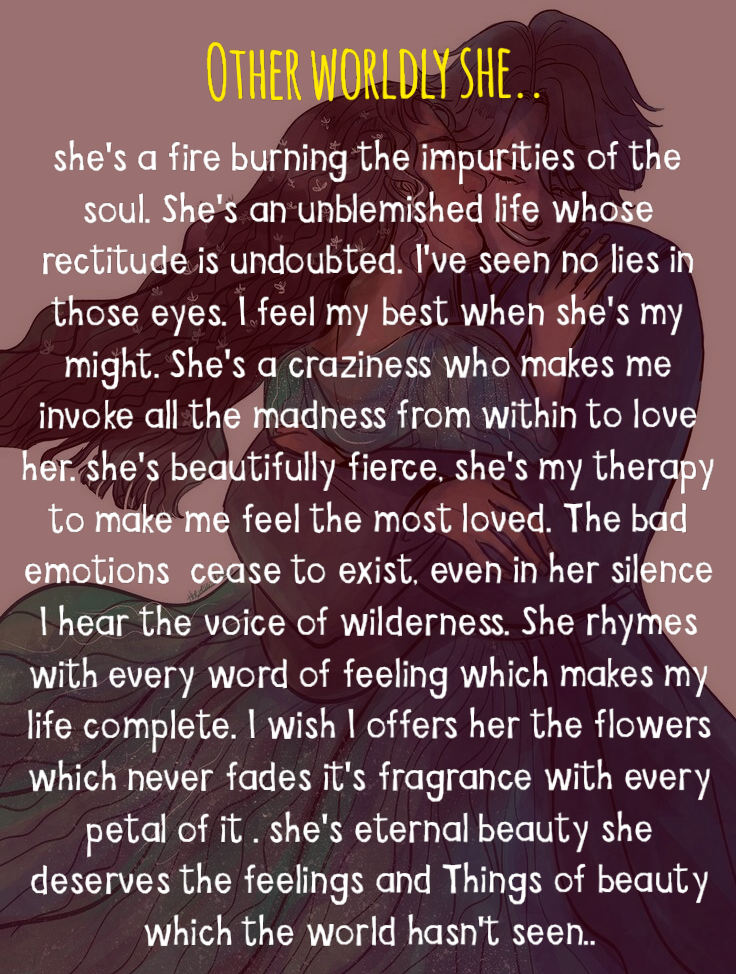 Other worldly she..
she's a fire burning the impurities of the
soul. She's an unblemished life whose
rectitude is undoubted. I've seen no lies in
those eyes. I feel my best when she's my
might. She's a craziness who makes me
invoke all the madness from within to love
her. she's beautifully fierce, she's my therapy
to make me feel the most loved. The bad
emotions cease to exist, even in her silence
I hear the voice of wilderness. She rhymes
with every word of feeling which makes my
life complete. I wish I offers her the flowers
which never fades it's fragrance with every
petal of it . she's eternal beauty she
deserves the feelings and Things of beauty
which the world hasn't seen..